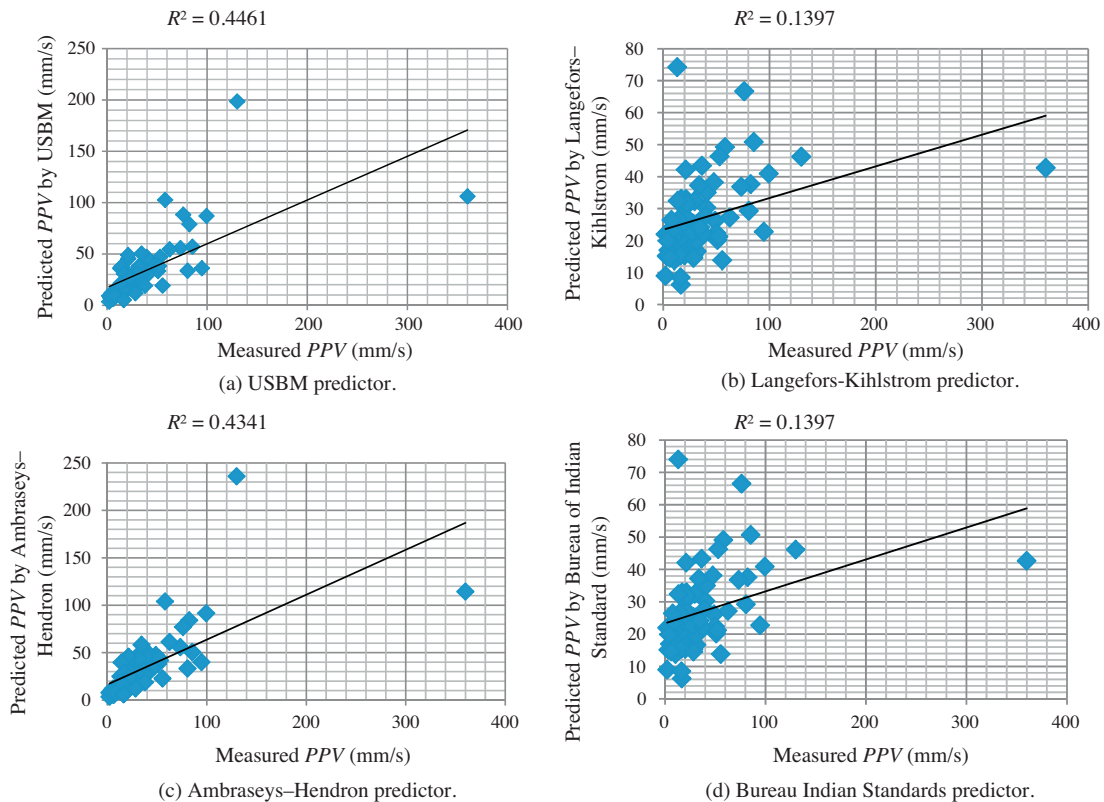 R² = 0.4461
250
200
150
100
50
0
0 100 200 300 400
Predicted PPV by USBM (mm/s)
Measured PPV (mm/s)
(a) USBM predictor.
R² = 0.1397
80
70
60
50
40
30
20
10
0
0 100 200 300 400
Predicted PPV by Langefors–
Kihlstrom (mm/s)
Measured PPV (mm/s)
(b) Langefors-Kihlstrom predictor.
R² = 0.4341
250
200
150
100
50
0
0 100 200 300 400
Predicted PPV by Ambraseys–
Hendron (mm/s)
Measured PPV (mm/s)
(c) Ambraseys–Hendron predictor.
R² = 0.1397
80
70
60
50
40
30
20
10
0
0 100 200 300 400
Predicted PPV by Bureau of Indian
Standard (mm/s)
Measured PPV (mm/s)
(d) Bureau Indian Standards predictor.